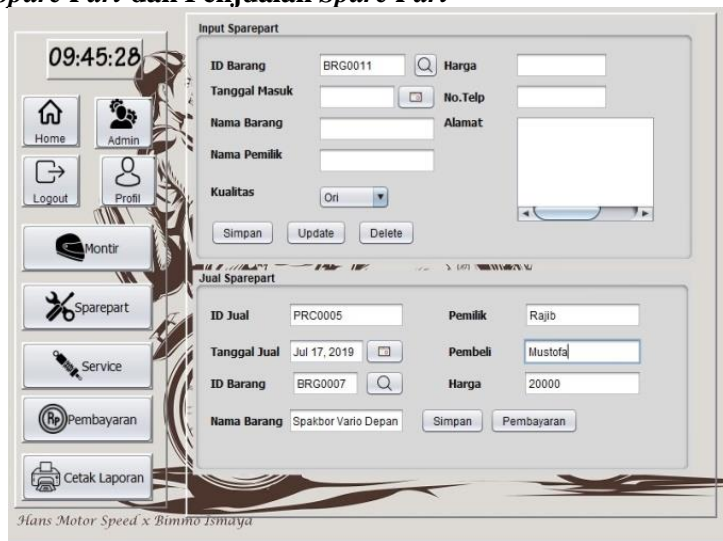 Spare Part dan Penjualan Spare Part
09:45:28
Home
Admin
Logout
Profil
Montir
Sparepart
Service
Rp Pembayaran
Cetak Laporan
Input Sparepart
ID Barang BRG0011 Harga
Tanggal Masuk No.Telp
Nama Barang Alamat
Nama Pemilik
Kualitas Ori
Simpan Update Delete
Jual Sparepart
ID Jual PRC0005 Pemilik Rajib
Tanggal Jual Jul 17, 2019 Pembeli Mustofa
ID Barang BRG0007 Harga 20000
Nama Barang Spakbor Vario Depan Simpan Pembayaran
Hans Motor Speed x Bimmo Ismaya